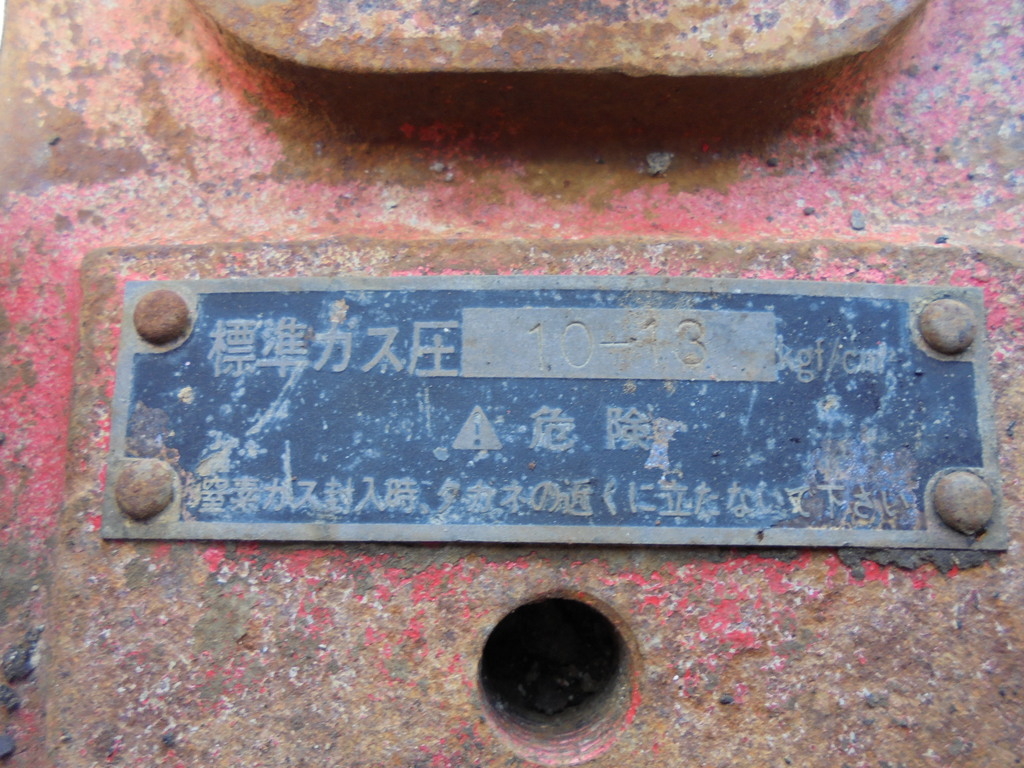 標準ガス圧 10-13 kgf/cm²
⚠ 危険
窒素ガス封入時、タガネの近くに立たないで下さい